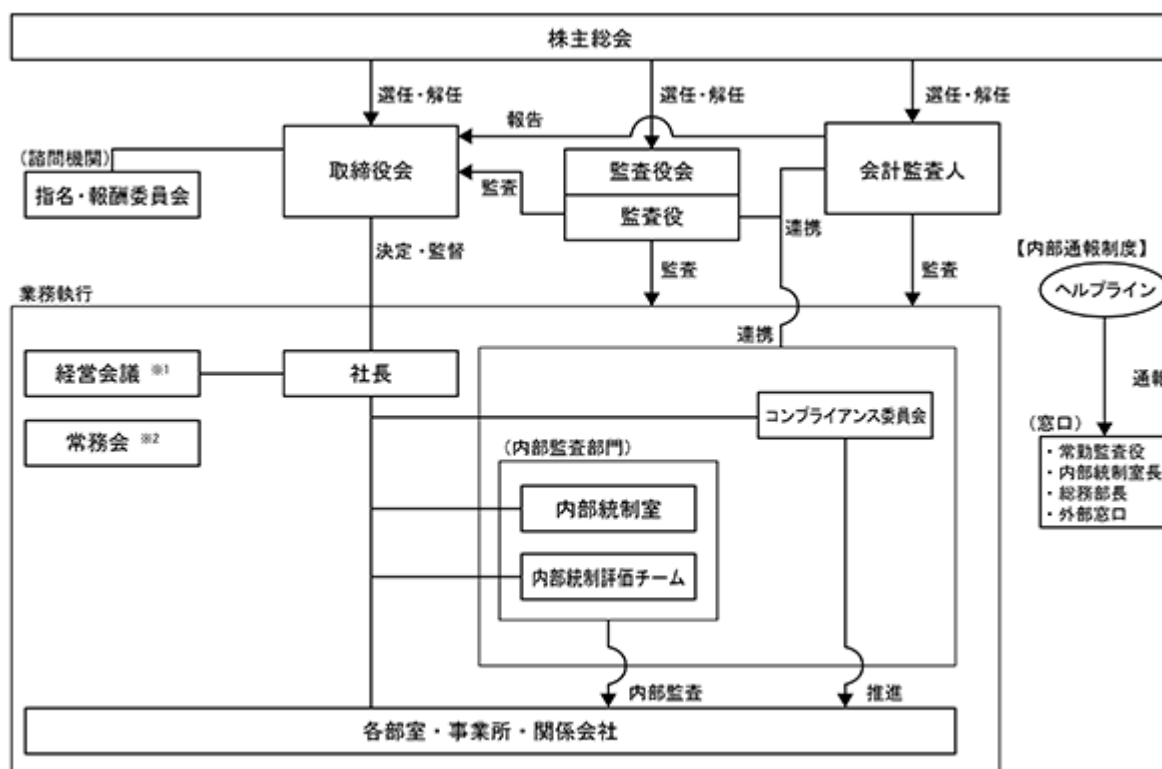 株主総会
選任・解任
選任・解任
選任・解任
報告
(諮問機関)
取締役会
監査役会
会計監査人
指名・報酬委員会
監査
監査役
連携
決定・監督
監査
監査
【内部通報制度】
業務執行
ヘルプライン
連携
経営会議 ※1
社長
通報
コンプライアンス委員会
(窓口)
常務会 ※2
(内部監査部門)
・常勤監査役
・内部統制室長
・総務部長
・外部窓口
内部統制室
内部統制評価チーム
内部監査
推進
各部室・事業所・関係会社